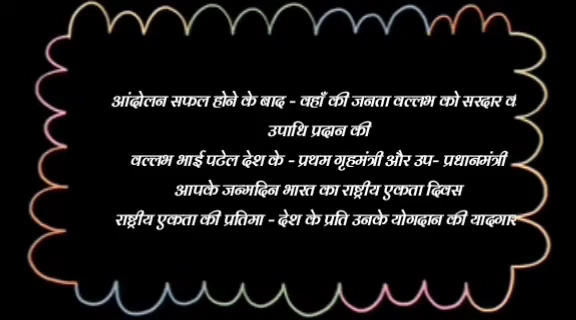 आंदोलन सफल होने के बाद - वहाँ की जनता वल्लभ को सरदार
उपाधि प्रदान की
वल्लभ भाई पटेल देश के - प्रथम गृहमंत्री और उप- प्रधानमंत्री
आपके जन्मदिन भारत का राष्ट्रीय एकता दिवस
राष्ट्रीय एकता की प्रतिमा - देश के प्रति उनके योगदान की यादगार